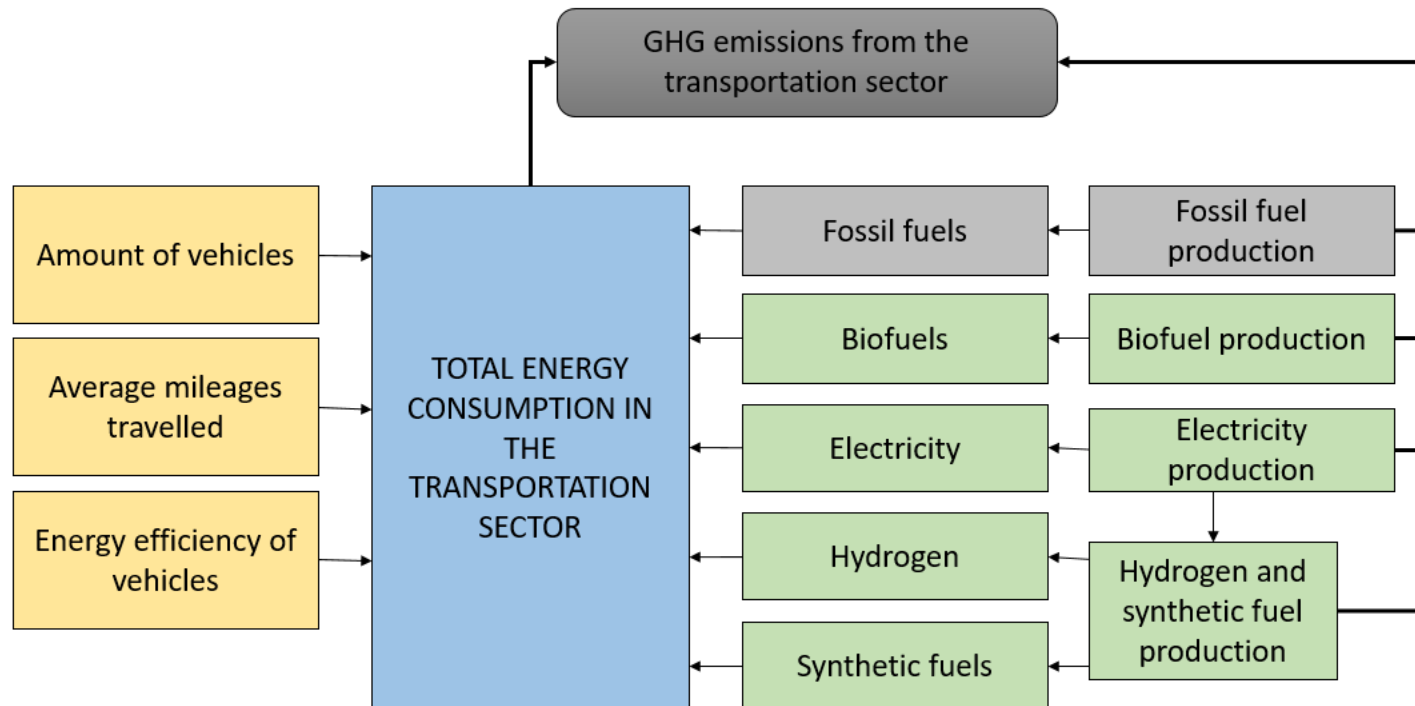 GHG emissions from the
transportation sector
Amount of vehicles
Average mileages
travelled
Energy efficiency of
vehicles
TOTAL ENERGY
CONSUMPTION IN
THE
TRANSPORTATION
SECTOR
Fossil fuels
Biofuels
Electricity
Hydrogen
Synthetic fuels
Fossil fuel
production
Biofuel production
Electricity
production
Hydrogen and
synthetic fuel
production